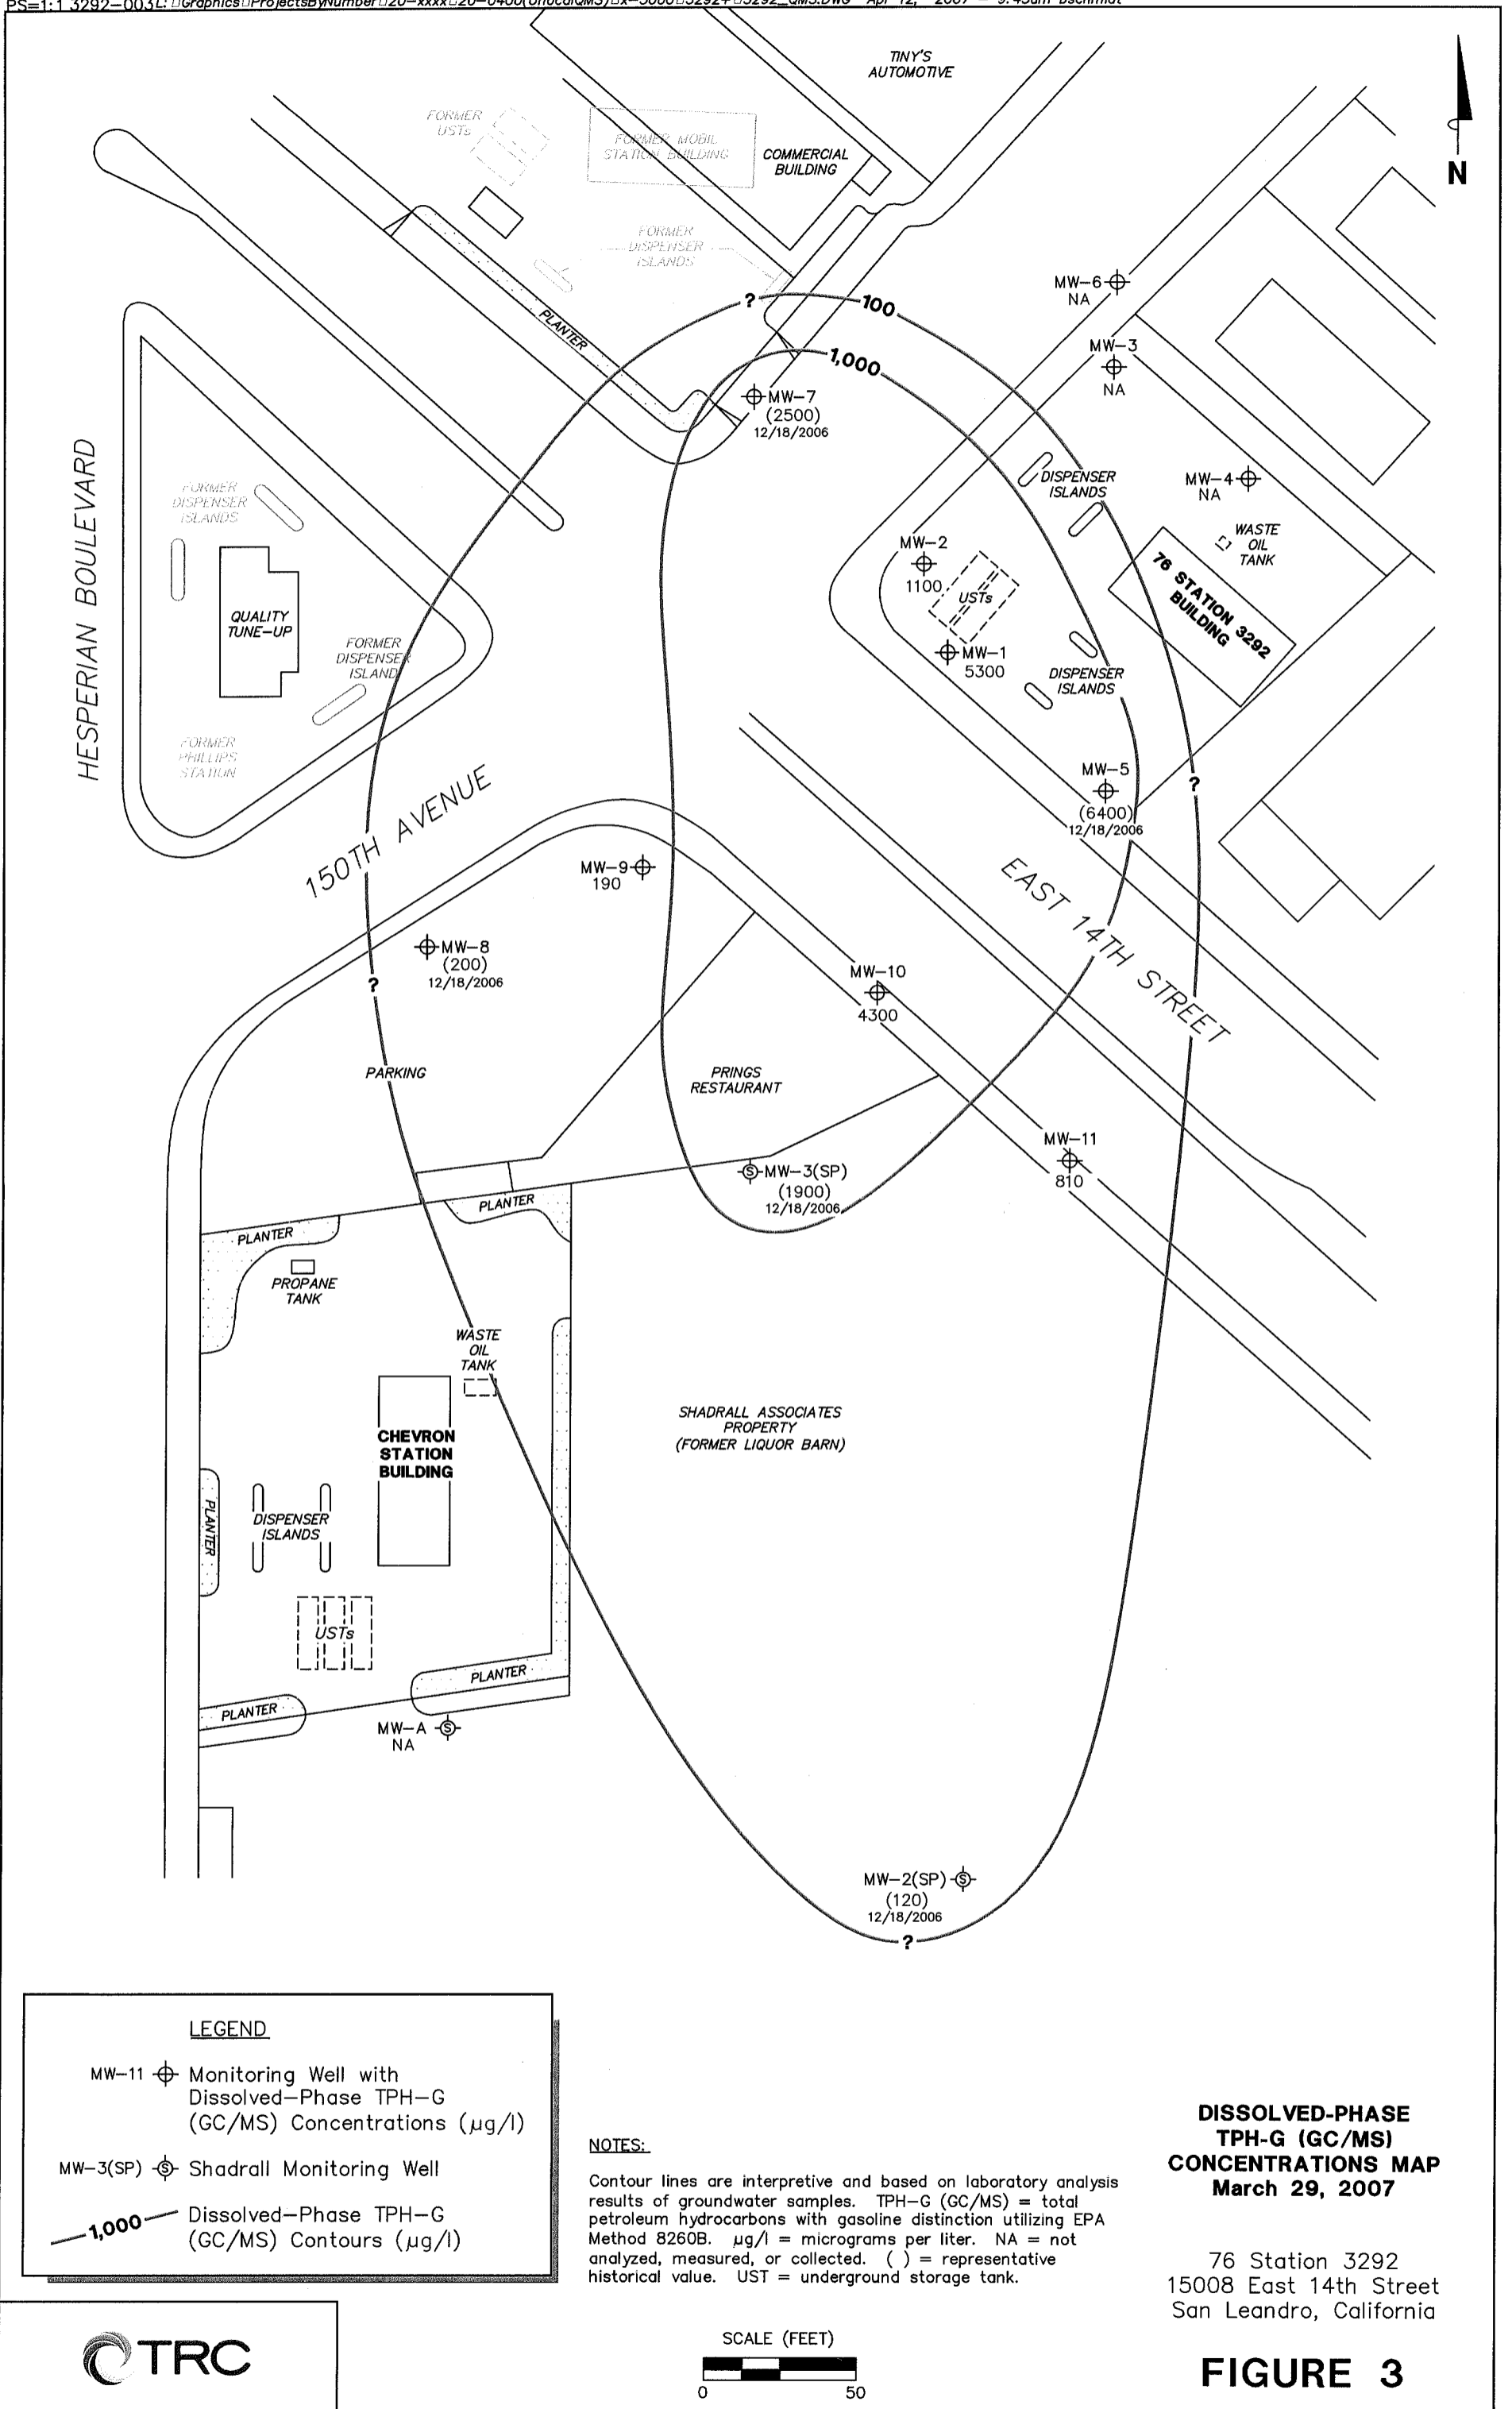 PS=1:1 3292-003
TINY'S
AUTOMOTIVE
FORMER
USTs
FORMER MOBIL
STATION BUILDING
COMMERCIAL
BUILDING
N
FORMER
DISPENSER
ISLANDS
MW-6
NA
? 100
PLANTER
1,000
MW-3
NA
MW-7
(2500)
12/18/2006
HESPERIAN BOULEVARD
FORMER
DISPENSER
ISLANDS
DISPENSER
ISLANDS
MW-4
NA
WASTE
OIL
TANK
MW-2
1100
USTs
76 STATION 3292
BUILDING
QUALITY
TUNE-UP
FORMER
DISPENSER
ISLAND
MW-1
5300
DISPENSER
ISLANDS
FORMER
PHILLIPS
STATION
MW-5
(6400)
12/18/2006
?
150TH AVENUE
MW-9
190
EAST 14TH STREET
MW-8
(200)
12/18/2006
?
MW-10
4300
PARKING
PRINGS
RESTAURANT
MW-11
810
MW-3(SP)
(1900)
12/18/2006
PLANTER
PLANTER
PROPANE
TANK
WASTE
OIL
TANK
SHADRALL ASSOCIATES
PROPERTY
(FORMER LIQUOR BARN)
CHEVRON
STATION
BUILDING
PLANTER
DISPENSER
ISLANDS
USTs
PLANTER
PLANTER
MW-A
NA
MW-2(SP)
(120)
12/18/2006
?
LEGEND
MW-11 Monitoring Well with
Dissolved-Phase TPH-G
(GC/MS) Concentrations (µg/l)
MW-3(SP) S Shadrall Monitoring Well
1,000 Dissolved-Phase TPH-G
(GC/MS) Contours (µg/l)
NOTES:
Contour lines are interpretive and based on laboratory analysis
results of groundwater samples. TPH-G (GC/MS) = total
petroleum hydrocarbons with gasoline distinction utilizing EPA
Method 8260B. µg/l = micrograms per liter. NA = not
analyzed, measured, or collected. ( ) = representative
historical value. UST = underground storage tank.
SCALE (FEET)
0 50
DISSOLVED-PHASE
TPH-G (GC/MS)
CONCENTRATIONS MAP
March 29, 2007
76 Station 3292
15008 East 14th Street
San Leandro, California
FIGURE 3
TRC